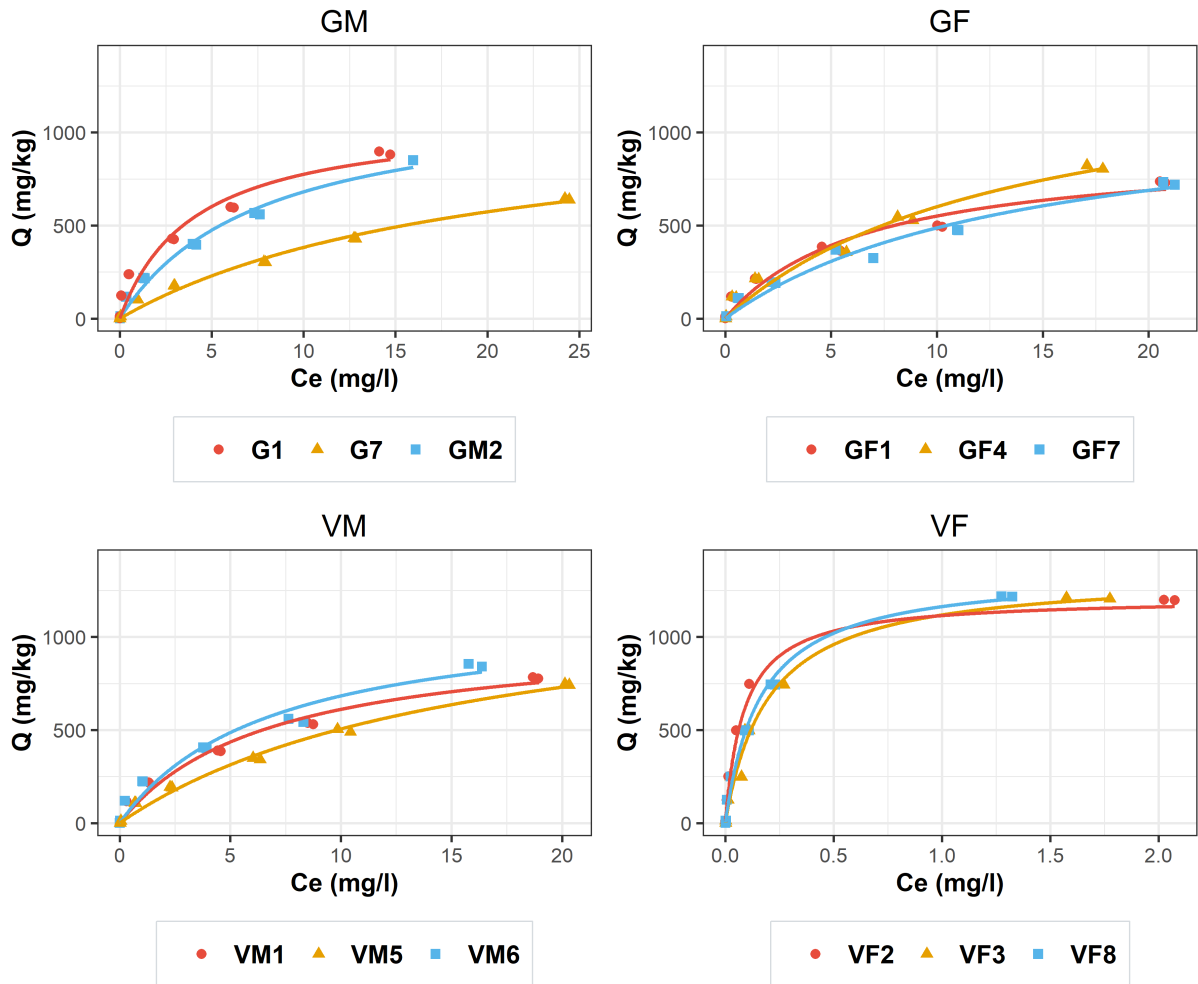 GM
Q (mg/kg)
1000
500
0
0 5 10 15 20 25
Ce (mg/l)
G1 G7 GM2
GF
Q (mg/kg)
1000
500
0
0 5 10 15 20
Ce (mg/l)
GF1 GF4 GF7
VM
Q (mg/kg)
1000
500
0
0 5 10 15 20
Ce (mg/l)
VM1 VM5 VM6
VF
Q (mg/kg)
1000
500
0
0.0 0.5 1.0 1.5 2.0
Ce (mg/l)
VF2 VF3 VF8